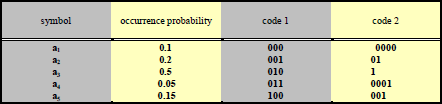 symbol occurrence probability code 1 code 2
a₁ 0.1 000 0000
a₂ 0.2 001 01
a₃ 0.5 010 1
a₄ 0.05 011 0001
a₅ 0.15 100 001